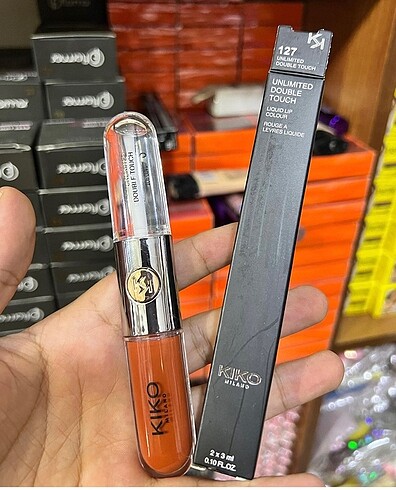 127
UNLIMITED
DOUBLE TOUCH
UNLIMITED
DOUBLE
TOUCH
LIQUID LIP
COLOUR
ROUGE A
LEVRES LIQUIDE
KIKO
MILANO
2 x 3 ml
0.10 FL.OZ
UNLIMITED
DOUBLE TOUCH
KIKO
MILANO